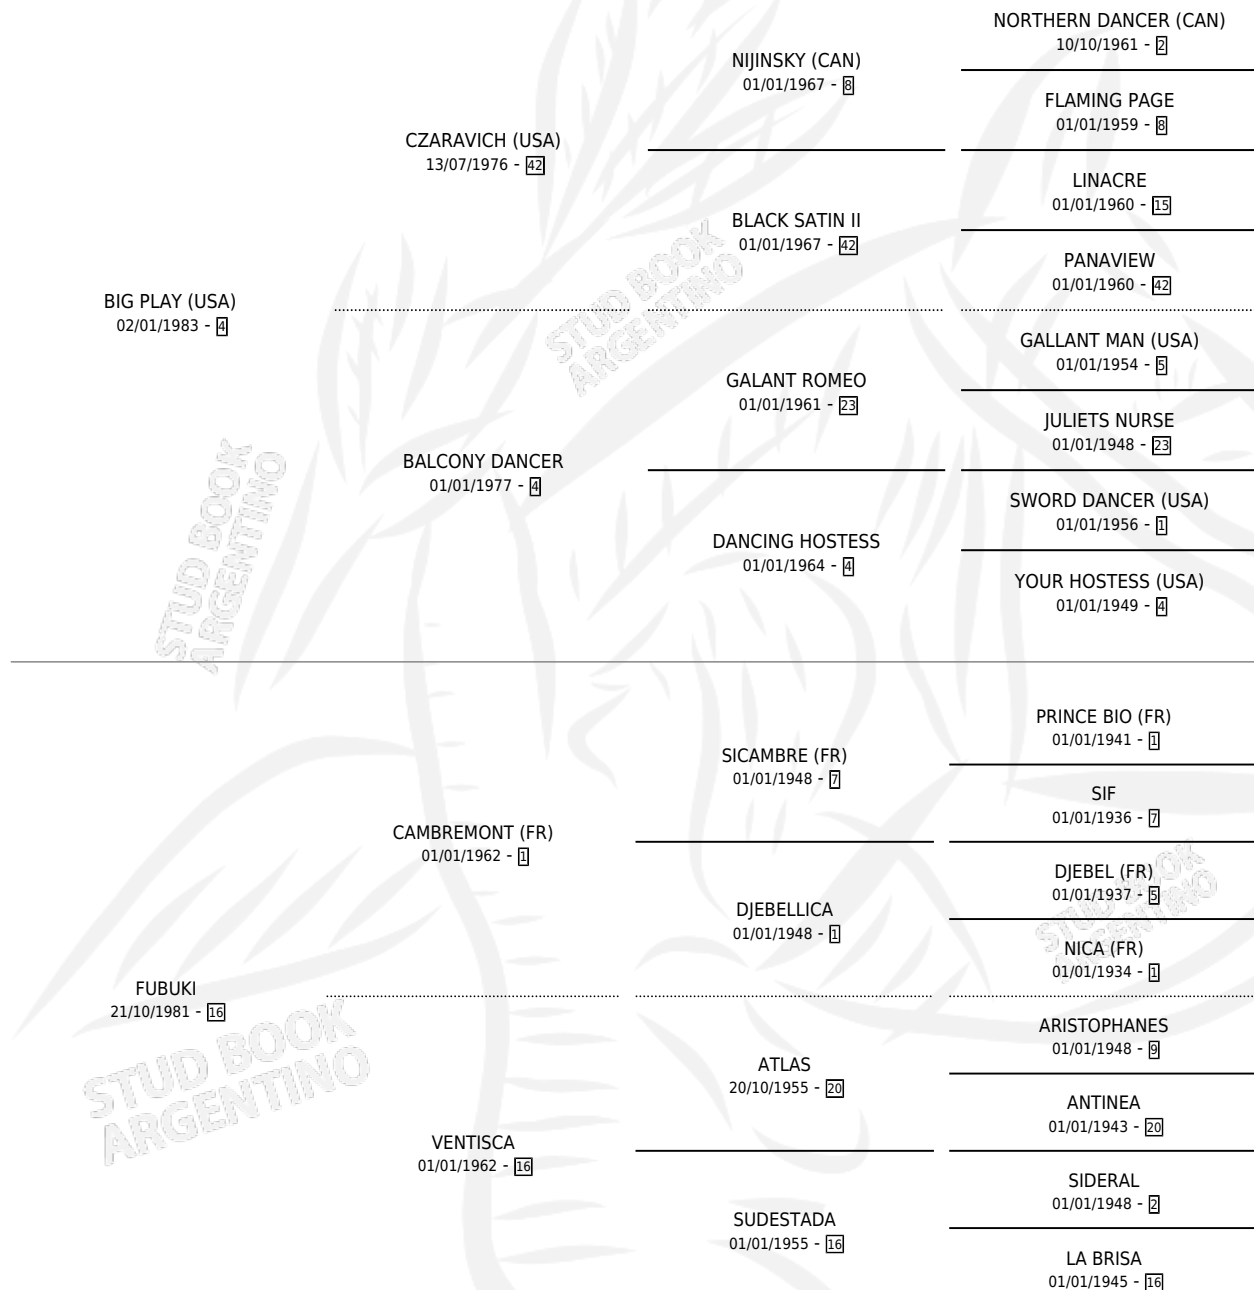 NORTHERN DANCER (CAN)
10/10/1961 - 2
NIJINSKY (CAN)
01/01/1967 - 8
FLAMING PAGE
01/01/1959 - 8
CZARAVICH (USA)
13/07/1976 - 42
LINACRE
01/01/1960 - 15
BLACK SATIN II
01/01/1967 - 42
PANAVIEW
01/01/1960 - 42
BIG PLAY (USA)
02/01/1983 - 4
STUD BOOK
ARGENTINO
GALLANT MAN (USA)
01/01/1954 - 5
GALANT ROMEO
01/01/1961 - 23
JULIETS NURSE
01/01/1948 - 23
BALCONY DANCER
01/01/1977 - 4
SWORD DANCER (USA)
01/01/1956 - 1
DANCING HOSTESS
01/01/1964 - 4
YOUR HOSTESS (USA)
01/01/1949 - 4
STUD BOOK
ARGENTINO
PRINCE BIO (FR)
01/01/1941 - 1
SICAMBRE (FR)
01/01/1948 - 7
SIF
01/01/1936 - 7
CAMBREMONT (FR)
01/01/1962 - 1
DJEBEL (FR)
01/01/1937 - 5
DJEBELLICA
01/01/1948 - 1
NICA (FR)
01/01/1934 - 1
STUD BOOK
ARGENTINO
FUBUKI
21/10/1981 - 16
ARISTOPHANES
01/01/1948 - 9
ATLAS
20/10/1955 - 20
ANTINEA
01/01/1943 - 20
VENTISCA
01/01/1962 - 16
SIDERAL
01/01/1948 - 2
SUDESTADA
01/01/1955 - 16
LA BRISA
01/01/1945 - 16
STUD BOOK
ARGENTINO